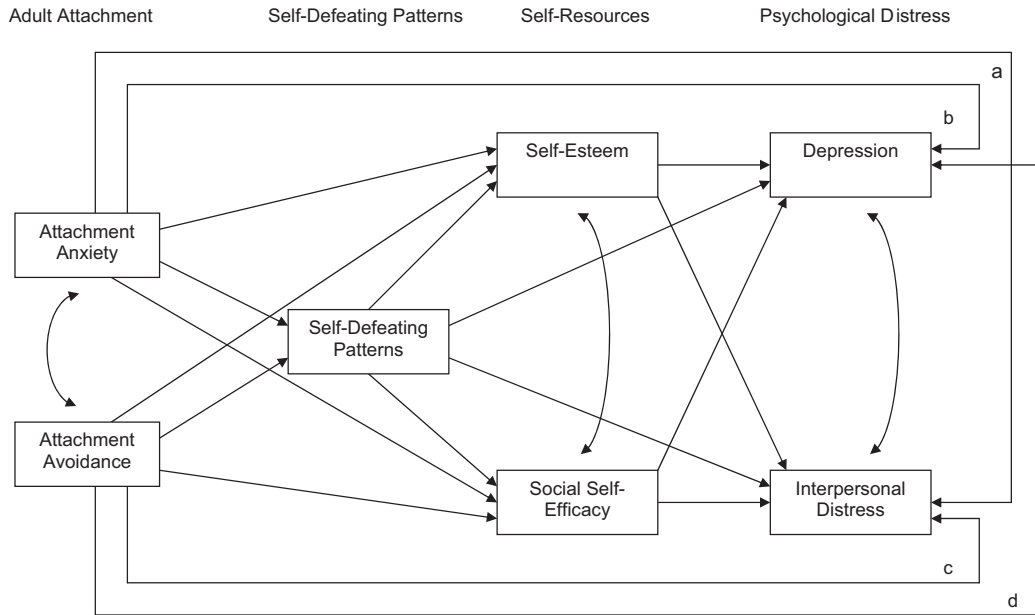 Adult Attachment
Self-Defeating Patterns
Self-Resources
Psychological Distress
a
b
Self-Esteem
Depression
Attachment
Anxiety
Self-Defeating
Patterns
Attachment
Avoidance
Social Self-
Efficacy
Interpersonal
Distress
c
d